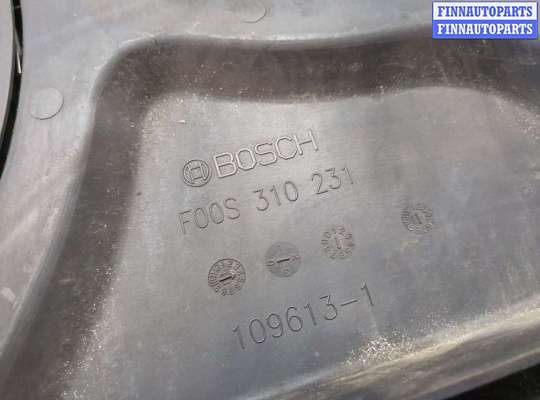 FINNAUTOPARTS
FINNAUTOPARTS
BOSCH
F00S 310 231
109613-1